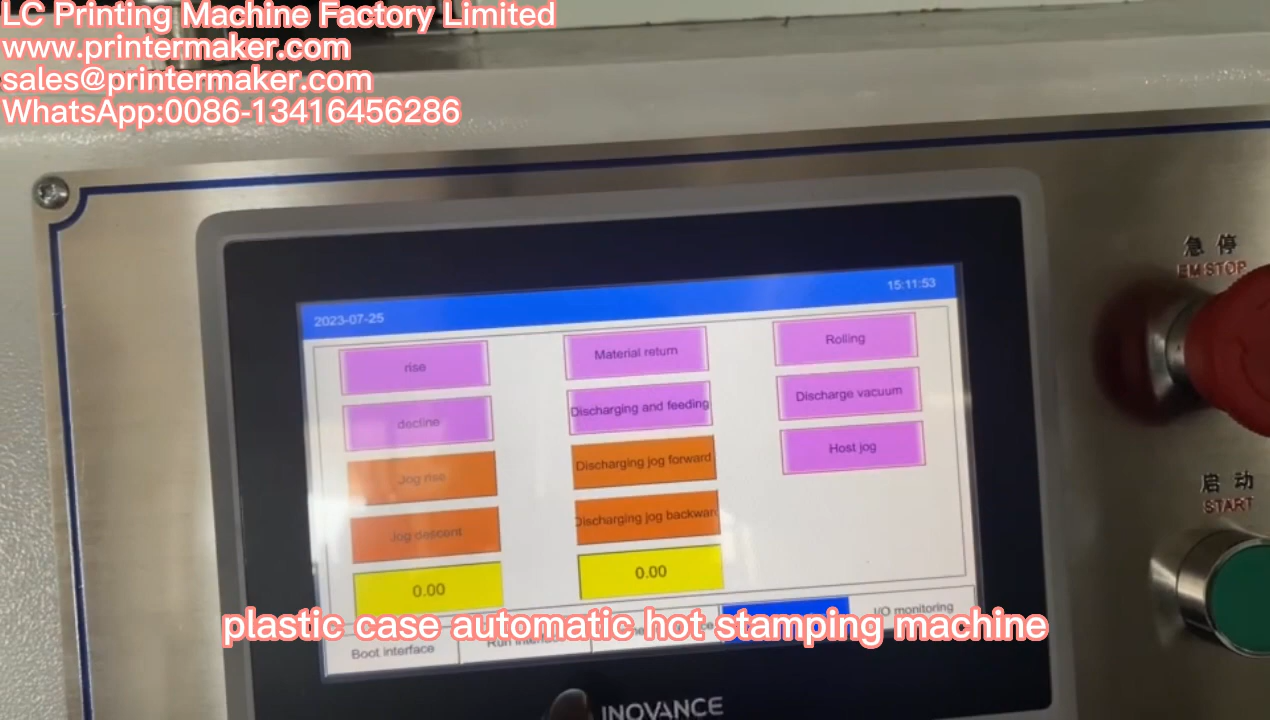 LC Printing Machine Factory Limited
www.printermaker.com
sales@printermaker.com
WhatsApp:0086-13416456286
急停
EM STOP
2023-07-25
15:11:53
rise
Material return
Rolling
decline
Discharging and feeding
Discharge vacuum
Jog rise
Discharging jog forward
Host jog
Jog descent
Discharging jog backwar
0.00
0.00
启动
START
plastic case automatic hot stamping machine
Boot interface
Run
I/O monitoring
INOVANCE